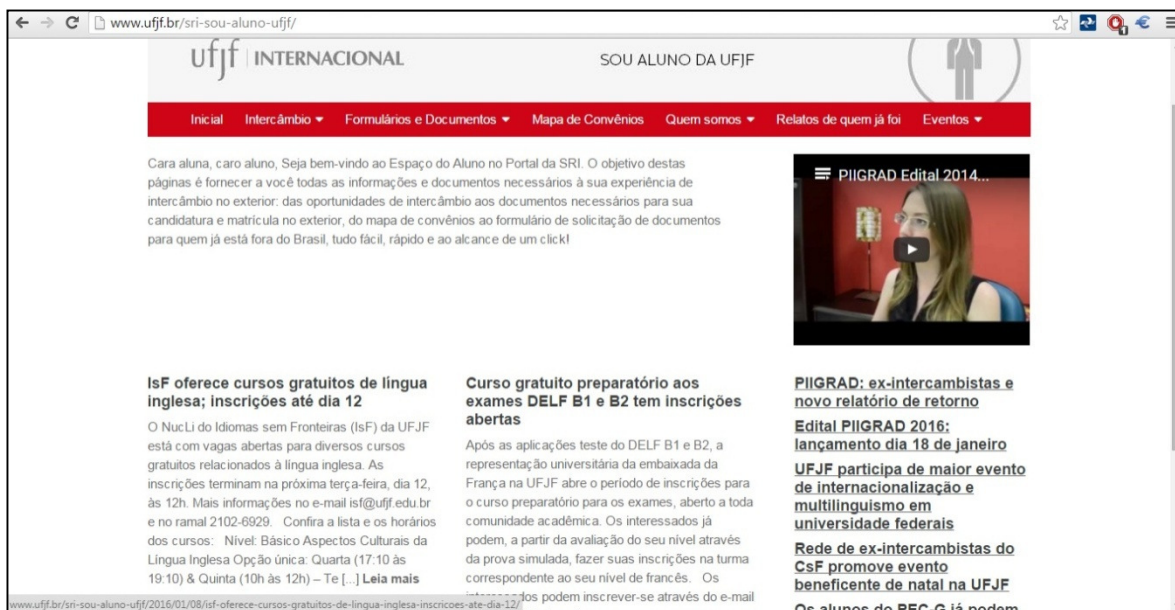 www.ufjf.br/sri-sou-aluno-ufjf/
ufjf INTERNACIONAL
SOU ALUNO DA UFJF
Inicial Intercâmbio Formulários e Documentos Mapa de Convênios Quem somos Relatos de quem já foi Eventos
Cara aluna, caro aluno, Seja bem-vindo ao Espaço do Aluno no Portal da SRI. O objetivo destas
páginas é fornecer a você todas as informações e documentos necessários à sua experiência de
intercâmbio no exterior: das oportunidades de intercâmbio aos documentos necessários para sua
candidatura e matrícula no exterior, do mapa de convênios ao formulário de solicitação de documentos
para quem já está fora do Brasil, tudo fácil, rápido e ao alcance de um click!
PIIGRAD Edital 2014...
IsF oferece cursos gratuitos de língua
inglesa; inscrições até dia 12
O NucLi do Idiomas sem Fronteiras (IsF) da UFJF
está com vagas abertas para diversos cursos
gratuitos relacionados à língua inglesa. As
inscrições terminam na próxima terça-feira, dia 12,
às 12h. Mais informações no e-mail isf@ufjf.edu.br
e no ramal 2102-6929. Confira a lista e os horários
dos cursos: Nível: Básico Aspectos Culturais da
Língua Inglesa Opção única: Quarta (17:10 às
19:10) & Quinta (10h às 12h) – Te [...] Leia mais
Curso gratuito preparatório aos
exames DELF B1 e B2 tem inscrições
abertas
Após as aplicações teste do DELF B1 e B2, a
representação universitária da embaixada da
França na UFJF abre o período de inscrições para
o curso preparatório para os exames, aberto a toda
comunidade acadêmica. Os interessados já
podem, a partir da avaliação do seu nível através
da prova simulada, fazer suas inscrições na turma
correspondente ao seu nível de francês. Os
interessados podem inscrever-se através do e-mail
PIIGRAD: ex-intercambistas e
novo relatório de retorno
Edital PIIGRAD 2016:
lançamento dia 18 de janeiro
UFJF participa de maior evento
de internacionalização e
multilinguismo em
universidade federais
Rede de ex-intercambistas do
CsF promove evento
beneficente de natal na UFJF
Os alunos do PEC-G já podem
www.ufjf.br/sri-sou-aluno-ufjf/2016/01/08/isf-oferece-cursos-gratuitos-de-lingua-inglesa-inscricoes-ate-dia-12/